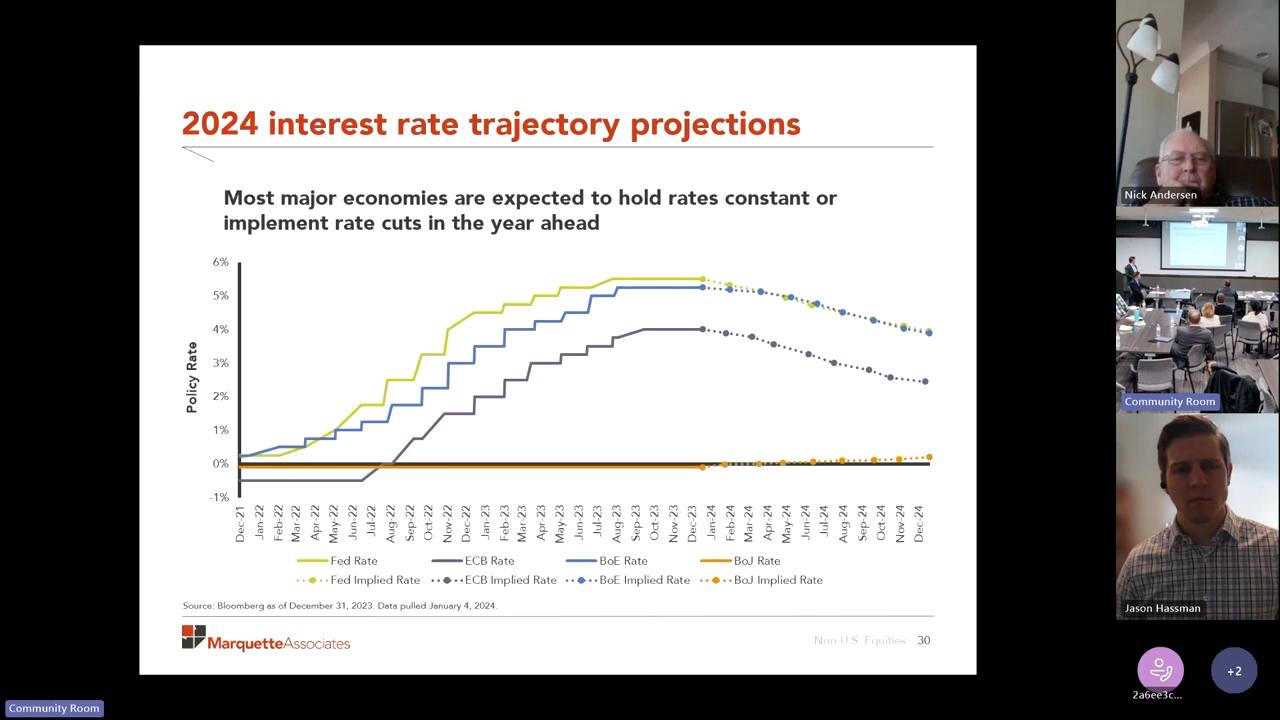 2024 interest rate trajectory projections
Most major economies are expected to hold rates constant or
implement rate cuts in the year ahead
Policy Rate
6%
5%
4%
3%
2%
1%
0%
-1%
Dec-21 Jan-22 Feb-22 Mar-22 Apr-22 May-22 Jun-22 Jul-22 Aug-22 Sep-22 Oct-22 Nov-22 Dec-22 Jan-23 Feb-23 Mar-23 Apr-23 May-23 Jun-23 Jul-23 Aug-23 Sep-23 Oct-23 Nov-23 Dec-23 Jan-24 Feb-24 Mar-24 Apr-24 May-24 Jun-24 Jul-24 Aug-24 Sep-24 Oct-24 Nov-24 Dec-24
Fed Rate ECB Rate BoE Rate BoJ Rate
Fed Implied Rate ECB Implied Rate BoE Implied Rate BoJ Implied Rate
Source: Bloomberg as of December 31, 2023. Data pulled January 4, 2024.
MarquetteAssociates
Non-U.S. Equities 30
Nick Andersen
Community Room
Jason Hassman
2a6ee3c...
+2
Community Room